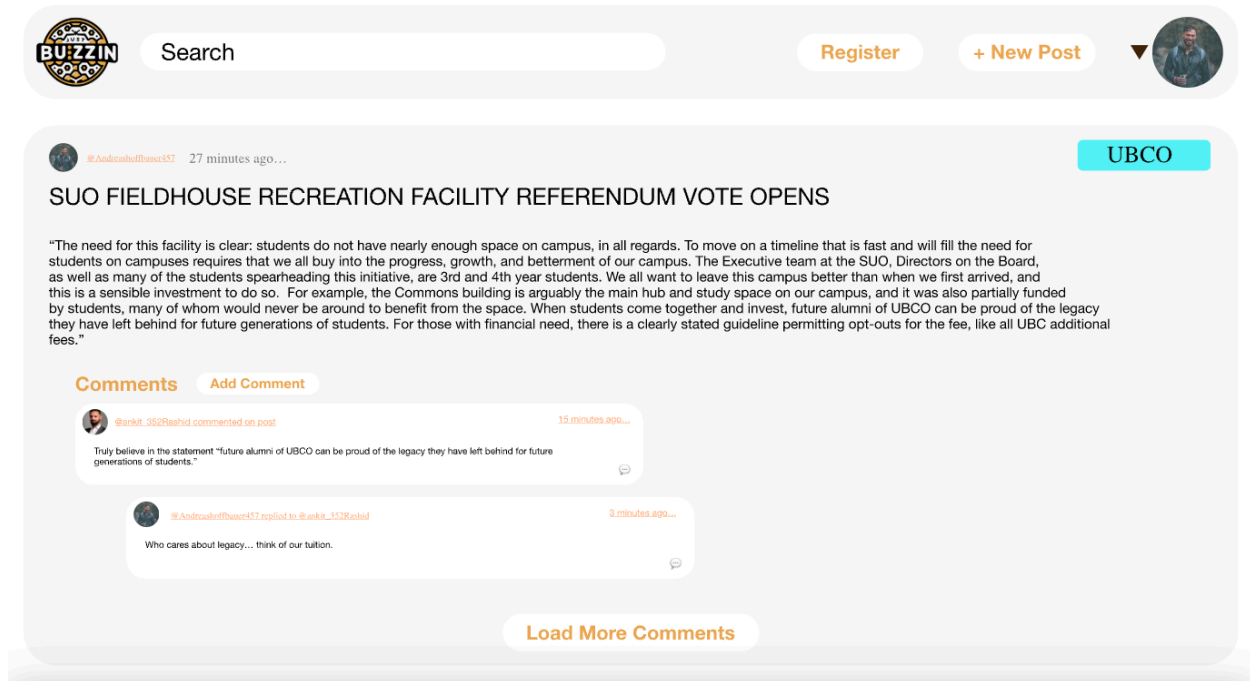 JUST
BUZZIN
Search
Register
+ New Post
@Andreashoffbauer457
27 minutes ago...
UBCO
SUO FIELDHOUSE RECREATION FACILITY REFERENDUM VOTE OPENS
“The need for this facility is clear: students do not have nearly enough space on campus, in all regards. To move on a timeline that is fast and will fill the need for
students on campuses requires that we all buy into the progress, growth, and betterment of our campus. The Executive team at the SUO, Directors on the Board,
as well as many of the students spearheading this initiative, are 3rd and 4th year students. We all want to leave this campus better than when we first arrived, and
this is a sensible investment to do so.  For example, the Commons building is arguably the main hub and study space on our campus, and it was also partially funded
by students, many of whom would never be around to benefit from the space. When students come together and invest, future alumni of UBCO can be proud of the legacy
they have left behind for future generations of students. For those with financial need, there is a clearly stated guideline permitting opt-outs for the fee, like all UBC additional
fees.”
Comments
Add Comment
@ankit_352Rashid commented on post
15 minutes ago...
Truly believe in the statement “future alumni of UBCO can be proud of the legacy they have left behind for future
generations of students.”
@Andreashoffbauer457 replied to @ankit_352Rashid
3 minutes ago...
Who cares about legacy... think of our tuition.
Load More Comments